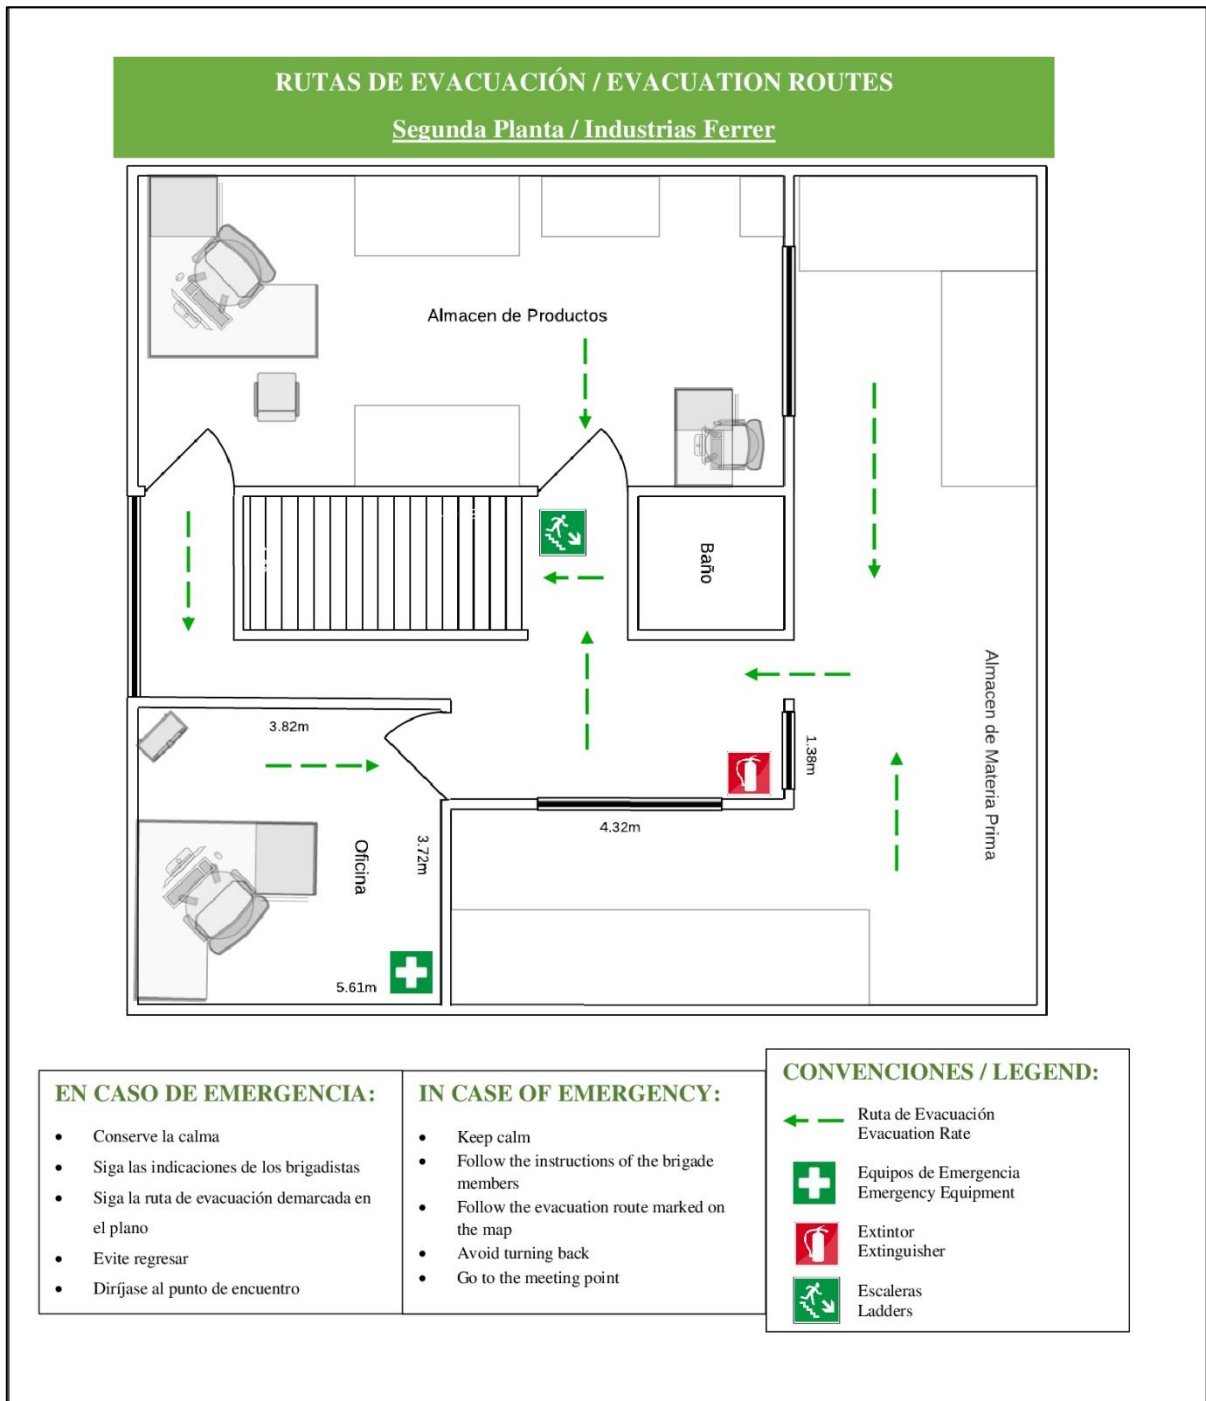 RUTAS DE EVACUACIÓN / EVACUATION ROUTES
Segunda Planta / Industrias Ferrer
Almacen de Productos
Baño
Almacen de Materia Prima
3.82m
1.38m
4.32m
3.72m
Oficina
5.61m
EN CASO DE EMERGENCIA:
• Conserve la calma
• Siga las indicaciones de los brigadistas
• Siga la ruta de evacuación demarcada en
el plano
• Evite regresar
• Diríjase al punto de encuentro
IN CASE OF EMERGENCY:
• Keep calm
• Follow the instructions of the brigade
members
• Follow the evacuation route marked on
the map
• Avoid turning back
• Go to the meeting point
CONVENCIONES / LEGEND:
Ruta de Evacuación
Evacuation Rate
Equipos de Emergencia
Emergency Equipment
Extintor
Extinguisher
Escaleras
Ladders